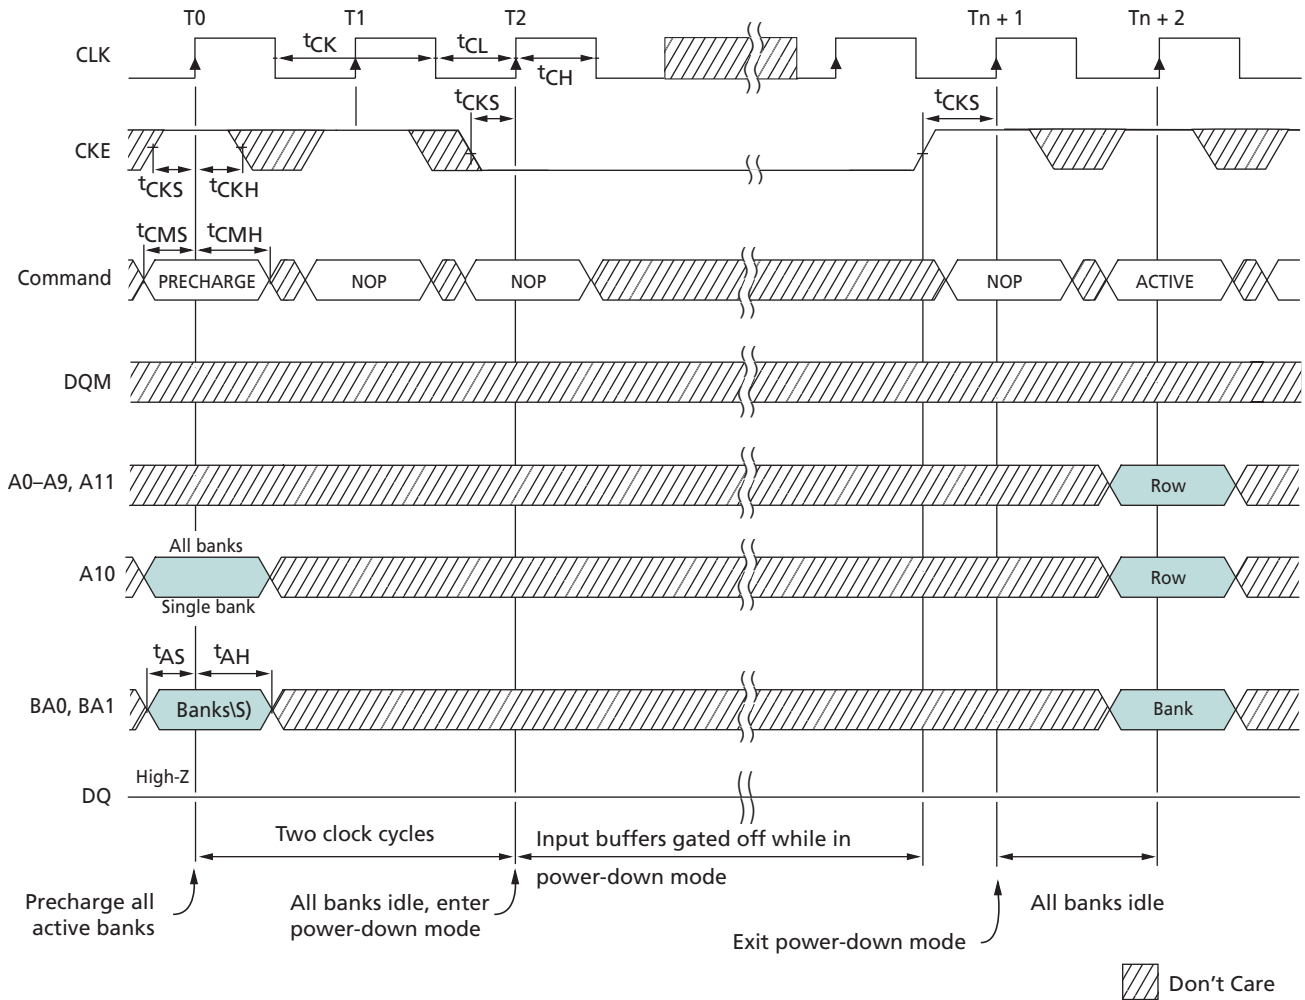 T0 T1 T2 Tn + 1 Tn + 2
CLK
tCK tCL
tCH
tCKS tCKS
CKE
tCKS tCKH
tCMS tCMH
Command PRECHARGE NOP NOP NOP ACTIVE
DQM
A0–A9, A11 Row
All banks
A10 Row
Single bank
tAS tAH
BA0, BA1 Banks\S) Bank
High-Z
DQ
Two clock cycles
Input buffers gated off while in
power-down mode
Precharge all
active banks
All banks idle, enter
power-down mode
All banks idle
Exit power-down mode
Don't Care